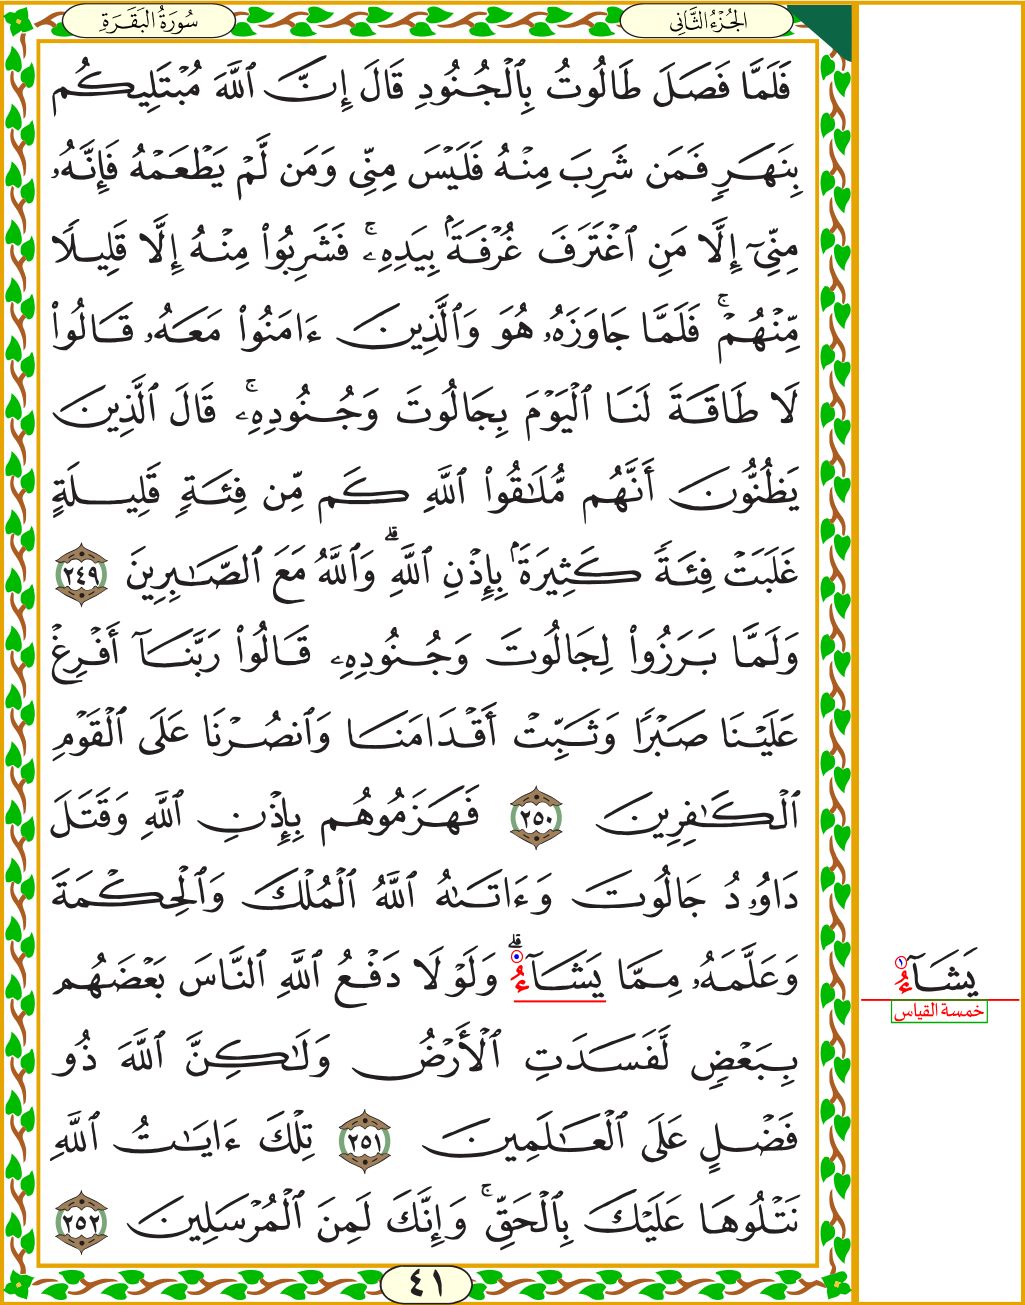 الجُزْءُ الثَّانِي
سُورَةُ البَقَرَةِ
فَلَمَّا فَصَلَ طَالُوتُ بِٱلْجُنُودِ قَالَ إِنَّ ٱللَّهَ مُبْتَلِيكُم
بِنَهَرٍ فَمَن شَرِبَ مِنْهُ فَلَيْسَ مِنِّي وَمَن لَّمْ يَطْعَمْهُ فَإِنَّهُۥ
مِنِّيٓ إِلَّا مَنِ ٱغْتَرَفَ غُرْفَةَۢ بِيَدِهِۦۚ فَشَرِبُوا۟ مِنْهُ إِلَّا قَلِيلًا
مِّنْهُمْۚ فَلَمَّا جَاوَزَهُۥ هُوَ وَٱلَّذِينَ ءَامَنُوا۟ مَعَهُۥ قَالُوا۟
لَا طَاقَةَ لَنَا ٱلْيَوْمَ بِجَالُوتَ وَجُنُودِهِۦۚ قَالَ ٱلَّذِينَ
يَظُنُّونَ أَنَّهُم مُّلَٰقُوا۟ ٱللَّهِ كَم مِّن فِئَةٍ قَلِيلَةٍ
غَلَبَتْ فِئَةً كَثِيرَةَۢ بِإِذْنِ ٱللَّهِۗ وَٱللَّهُ مَعَ ٱلصَّٰبِرِينَ ٢٤٩
وَلَمَّا بَرَزُوا۟ لِجَالُوتَ وَجُنُودِهِۦ قَالُوا۟ رَبَّنَآ أَفْرِغْ
عَلَيْنَا صَبْرًا وَثَبِّتْ أَقْدَامَنَا وَٱنصُرْنَا عَلَى ٱلْقَوْمِ
ٱلْكَٰفِرِينَ ٢٥٠ فَهَزَمُوهُم بِإِذْنِ ٱللَّهِ وَقَتَلَ
دَاوُۥدُ جَالُوتَ وَءَاتَىٰهُ ٱللَّهُ ٱلْمُلْكَ وَٱلْحِكْمَةَ
وَعَلَّمَهُۥ مِمَّا يَشَآءُۗ وَلَوْلَا دَفْعُ ٱللَّهِ ٱلنَّاسَ بَعْضَهُم
بِبَعْضٍ لَّفَسَدَتِ ٱلْأَرْضُ وَلَٰكِنَّ ٱللَّهَ ذُو
فَضْلٍ عَلَى ٱلْعَٰلَمِينَ ٢٥١ تِلْكَ ءَايَٰتُ ٱللَّهِ
نَتْلُوهَا عَلَيْكَ بِٱلْحَقِّۚ وَإِنَّكَ لَمِنَ ٱلْمُرْسَلِينَ ٢٥٢
٤١
يَشَآءُ ١
خمسة القياس